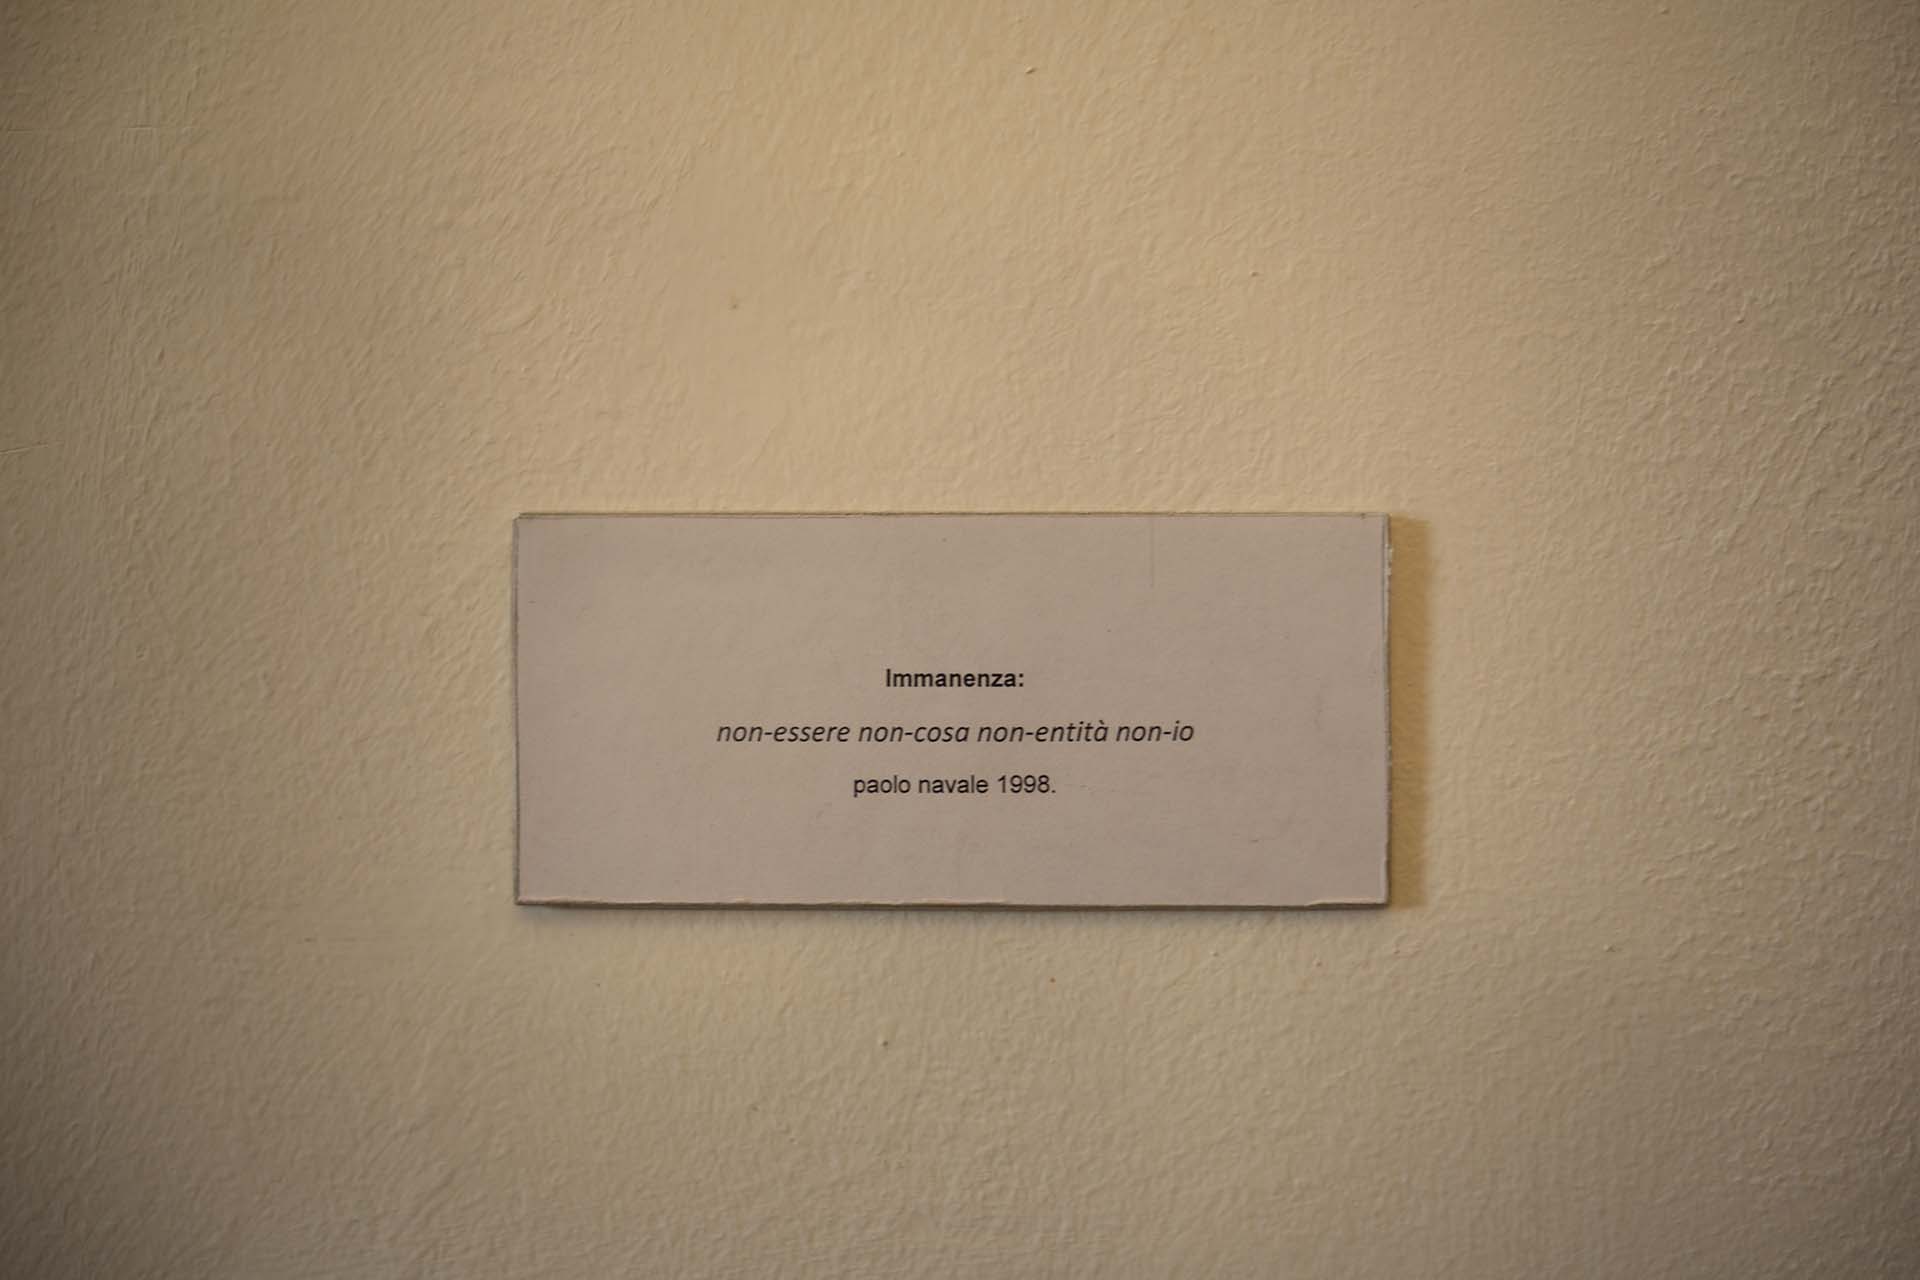 Immanenza:
non-essere non-cosa non-entità non-io
paolo navale 1998.